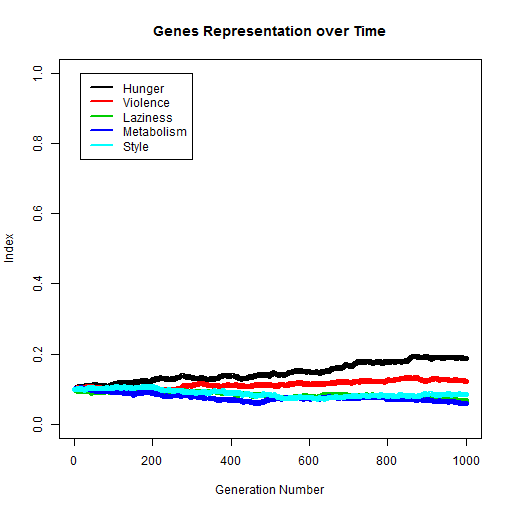 Genes Representation over Time
Hunger
Violence
Laziness
Metabolism
Style
1.0
0.8
0.6
0.4
0.2
0.0
Index
0 200 400 600 800 1000
Generation Number